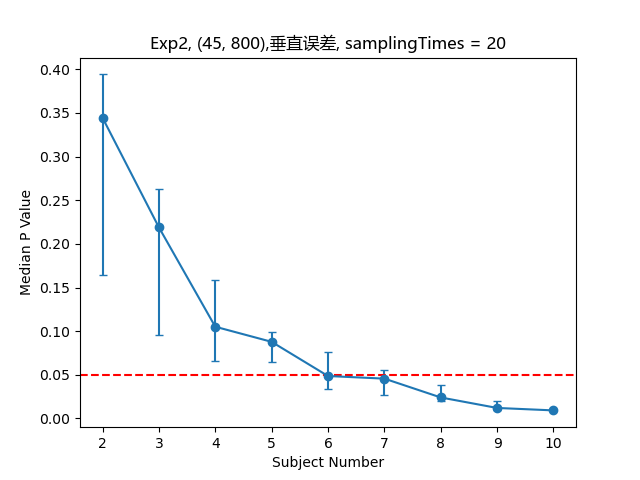 Exp2, (45, 800),垂直误差, samplingTimes = 20
0.40
0.35
0.30
0.25
0.20
0.15
0.10
0.05
0.00
Median P Value
2 3 4 5 6 7 8 9 10
Subject Number